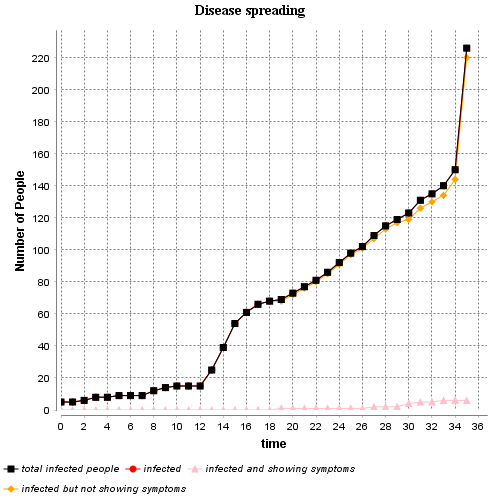 Disease spreading
Number of People
220
200
180
160
140
120
100
80
60
40
20
0
0 2 4 6 8 10 12 14 16 18 20 22 24 26 28 30 32 34 36
time
total infected people infected infected and showing symptoms
infected but not showing symptoms